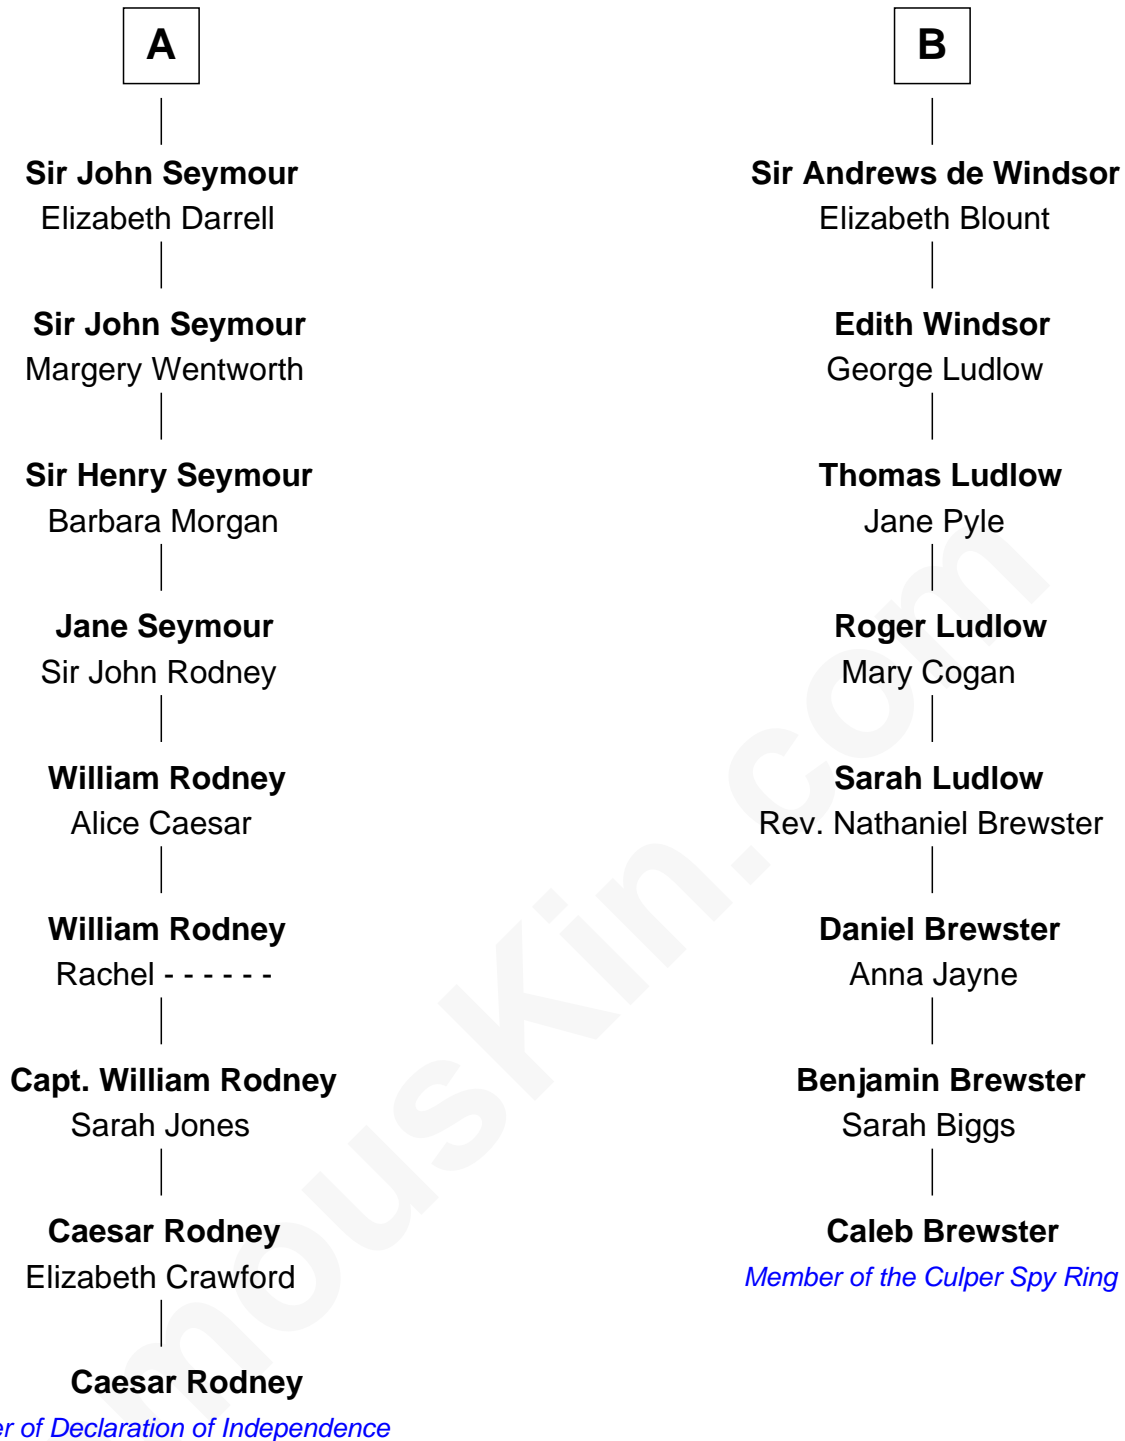 A
Sir John Seymour
Elizabeth Darrell
Sir John Seymour
Margery Wentworth
Sir Henry Seymour
Barbara Morgan
Jane Seymour
Sir John Rodney
William Rodney
Alice Caesar
William Rodney
Rachel - - - - - -
Capt. William Rodney
Sarah Jones
Caesar Rodney
Elizabeth Crawford
Caesar Rodney
er of Declaration of Independence
B
Sir Andrews de Windsor
Elizabeth Blount
Edith Windsor
George Ludlow
Thomas Ludlow
Jane Pyle
Roger Ludlow
Mary Cogan
Sarah Ludlow
Rev. Nathaniel Brewster
Daniel Brewster
Anna Jayne
Benjamin Brewster
Sarah Biggs
Caleb Brewster
Member of the Culper Spy Ring
mousKin.com